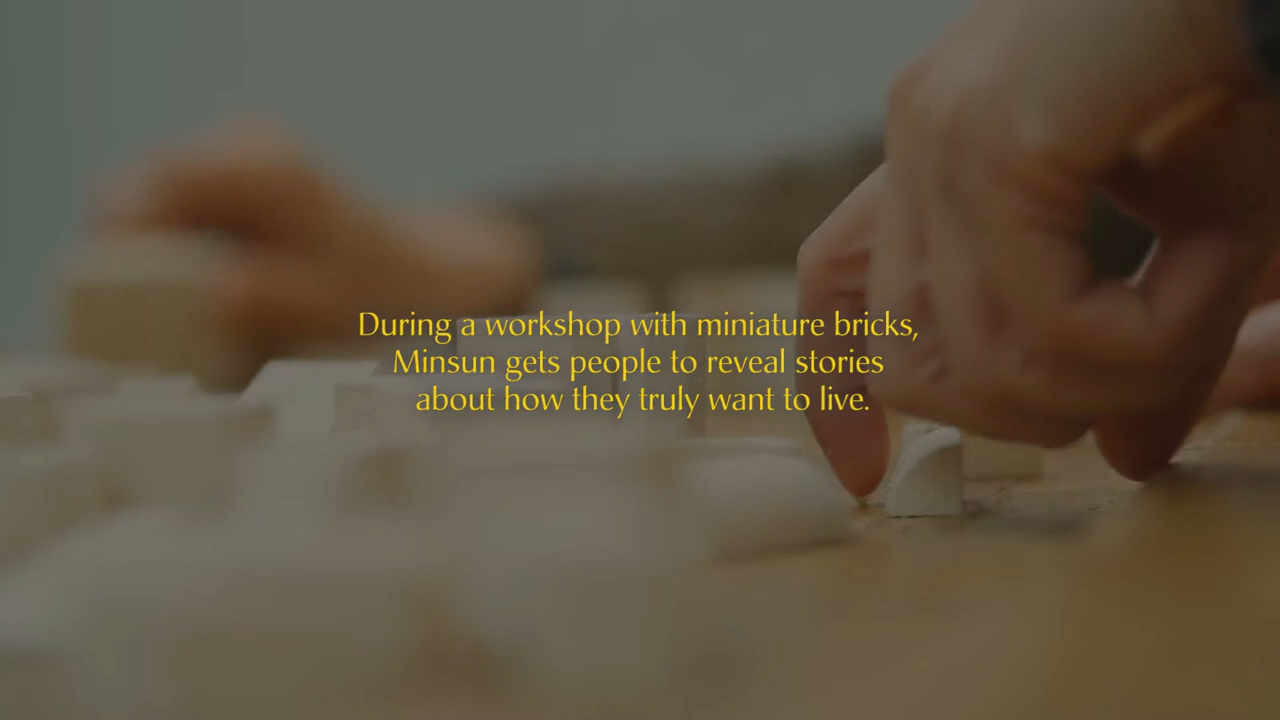 During a workshop with miniature bricks,
Minsun gets people to reveal stories
about how they truly want to live.